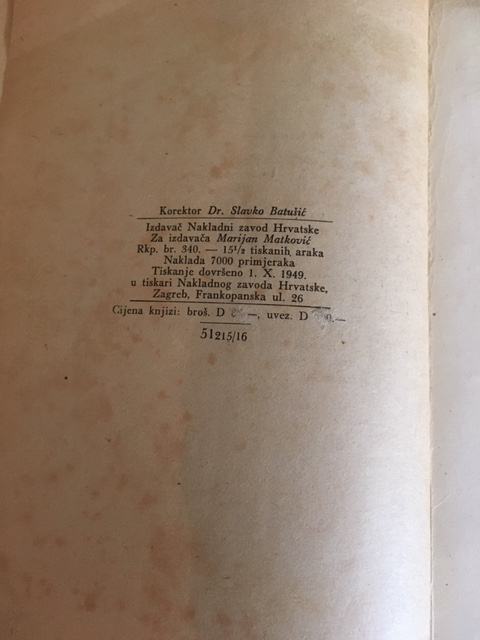 Korektor Dr. Slavko Batušić
Izdavač Nakladni zavod Hrvatske
Za izdavača Marijan Matković
Rkp. br. 340. — 15½ tiskanih araka
Naklada 7000 primjeraka
Tiskanje dovršeno 1. X. 1949.
u tiskari Nakladnog zavoda Hrvatske,
Zagreb, Frankopanska ul. 26
Cijena knjizi: broš. D —, uvez. D —
51215/16